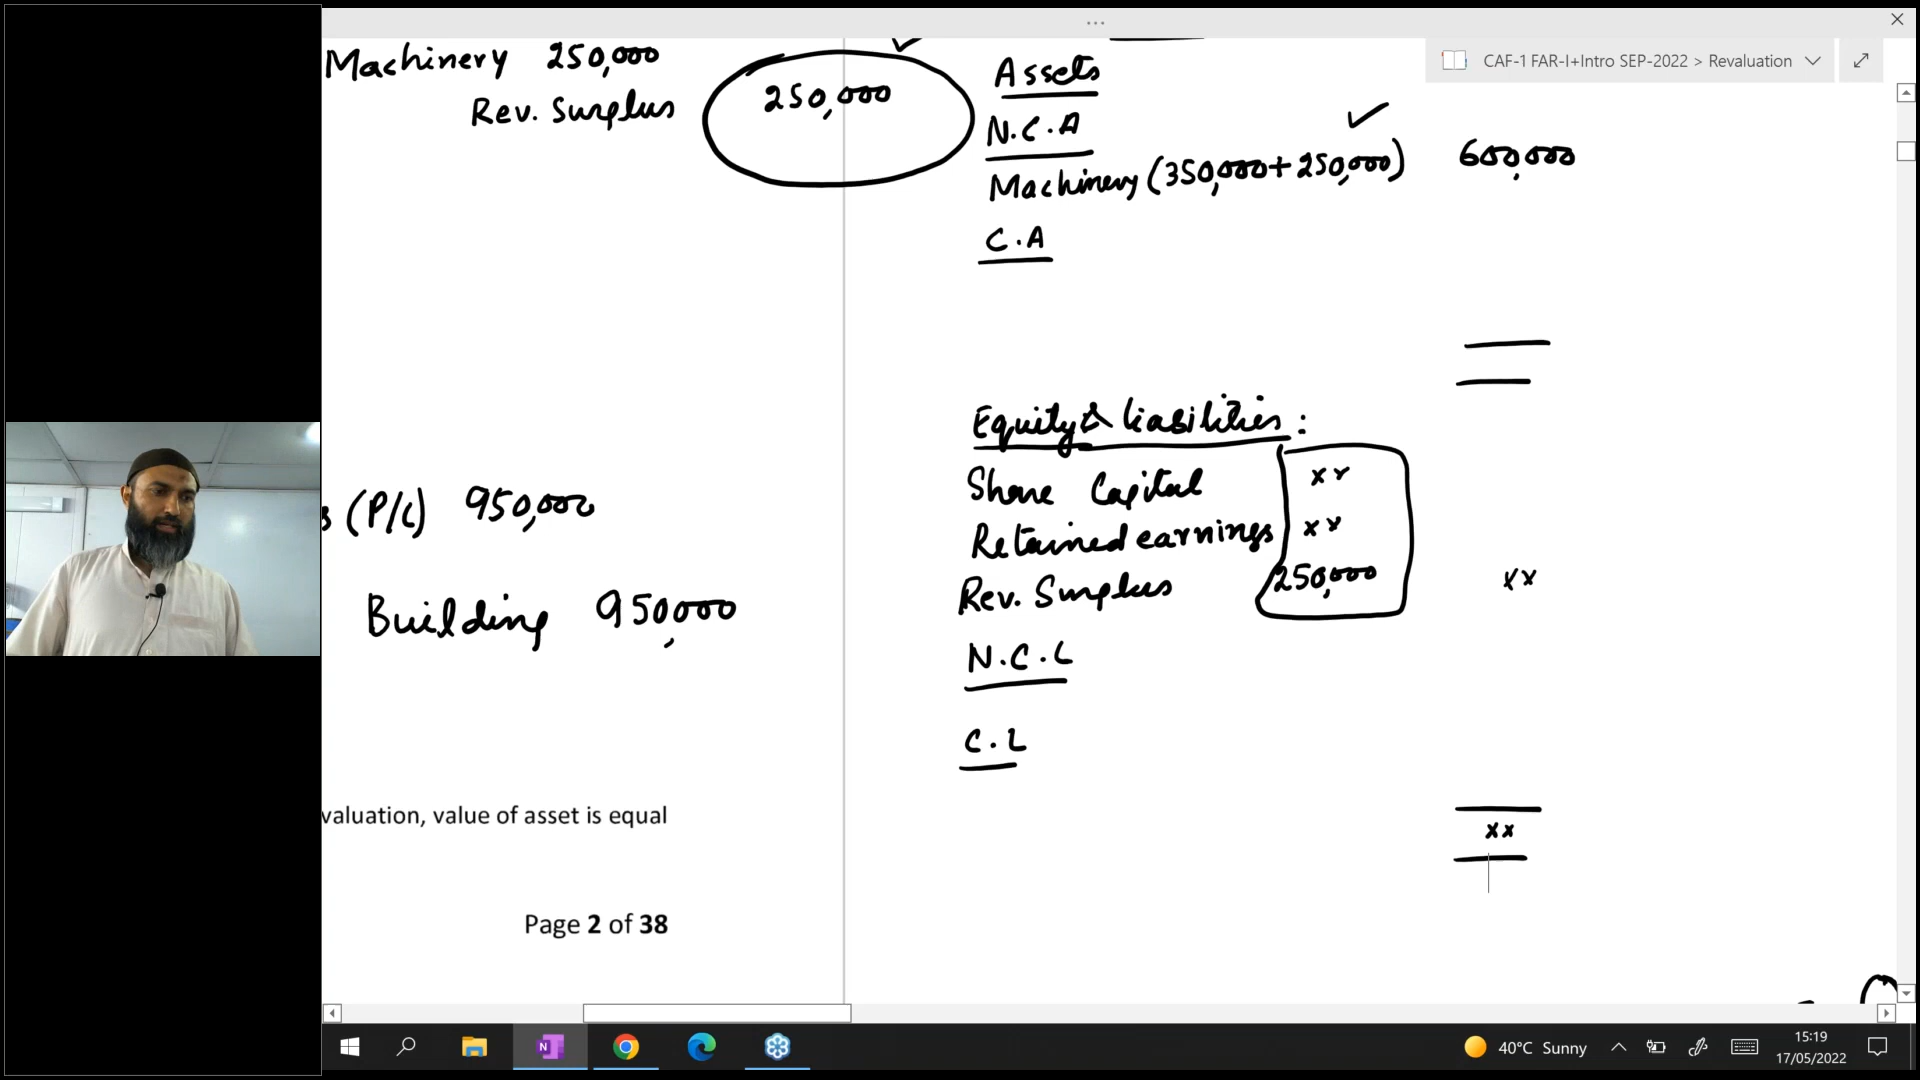 CAF-1 FAR-I+Intro SEP-2022 > Revaluation
Machinery 250,000
Rev. Surplus 250,000
(P/L) 950,000
Building 950,000
valuation, value of asset is equal
Page 2 of 38
Assets
N.C.A
Machinery (350,000+250,000) 600,000
C.A
Equity & liabilities :
Share Capital xx
Retained earnings xx
Rev. Surplus 250,000 xx
N.C.L
C.L
xx
40°C Sunny
15:19
17/05/2022